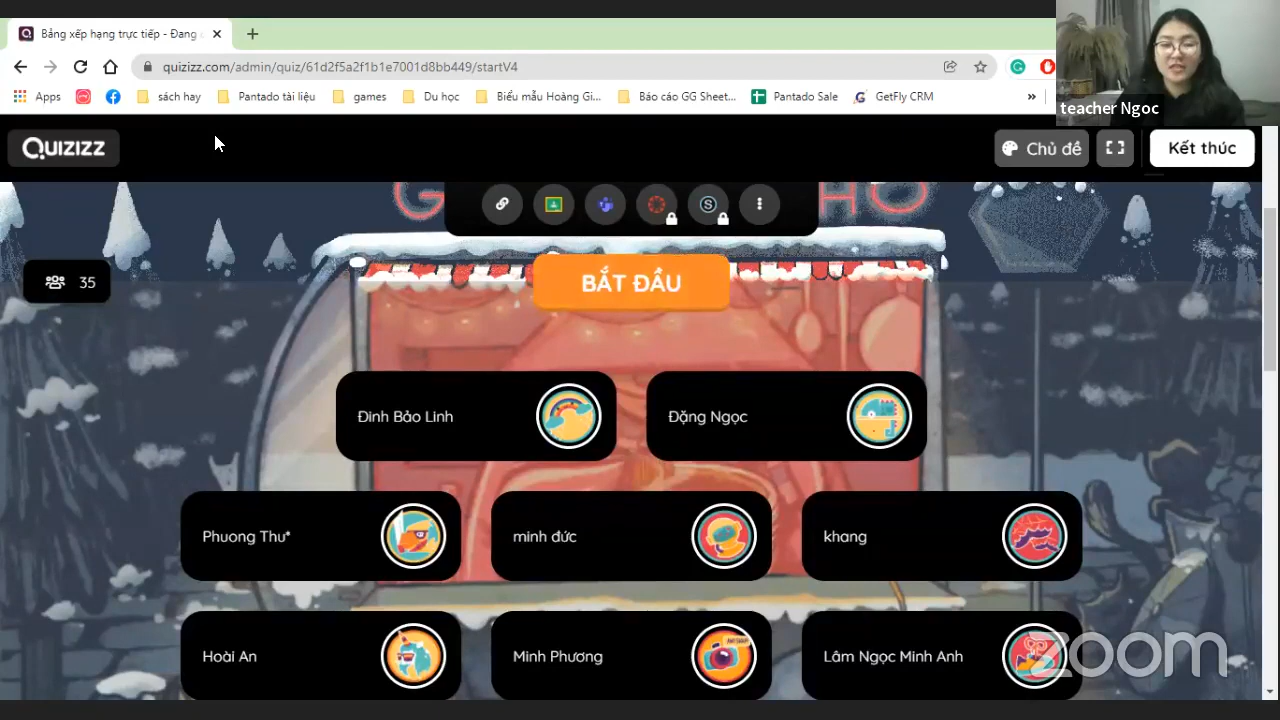 Bảng xếp hạng trực tiếp - Đang
quizizz.com/admin/quiz/61d2f5a2f1b1e7001d8bb449/startV4
Apps sách hay Pantado tài liệu games Du học Biểu mẫu Hoàng Gi... Báo cáo GG Sheet... Pantado Sale GetFly CRM »
teacher Ngoc
QUIZIZZ Chủ đề Kết thúc
35
BẮT ĐẦU
Đinh Bảo Linh Đặng Ngọc
Phuong Thu* minh đức khang
Hoài An Minh Phương Lâm Ngọc Minh Anh
zoom